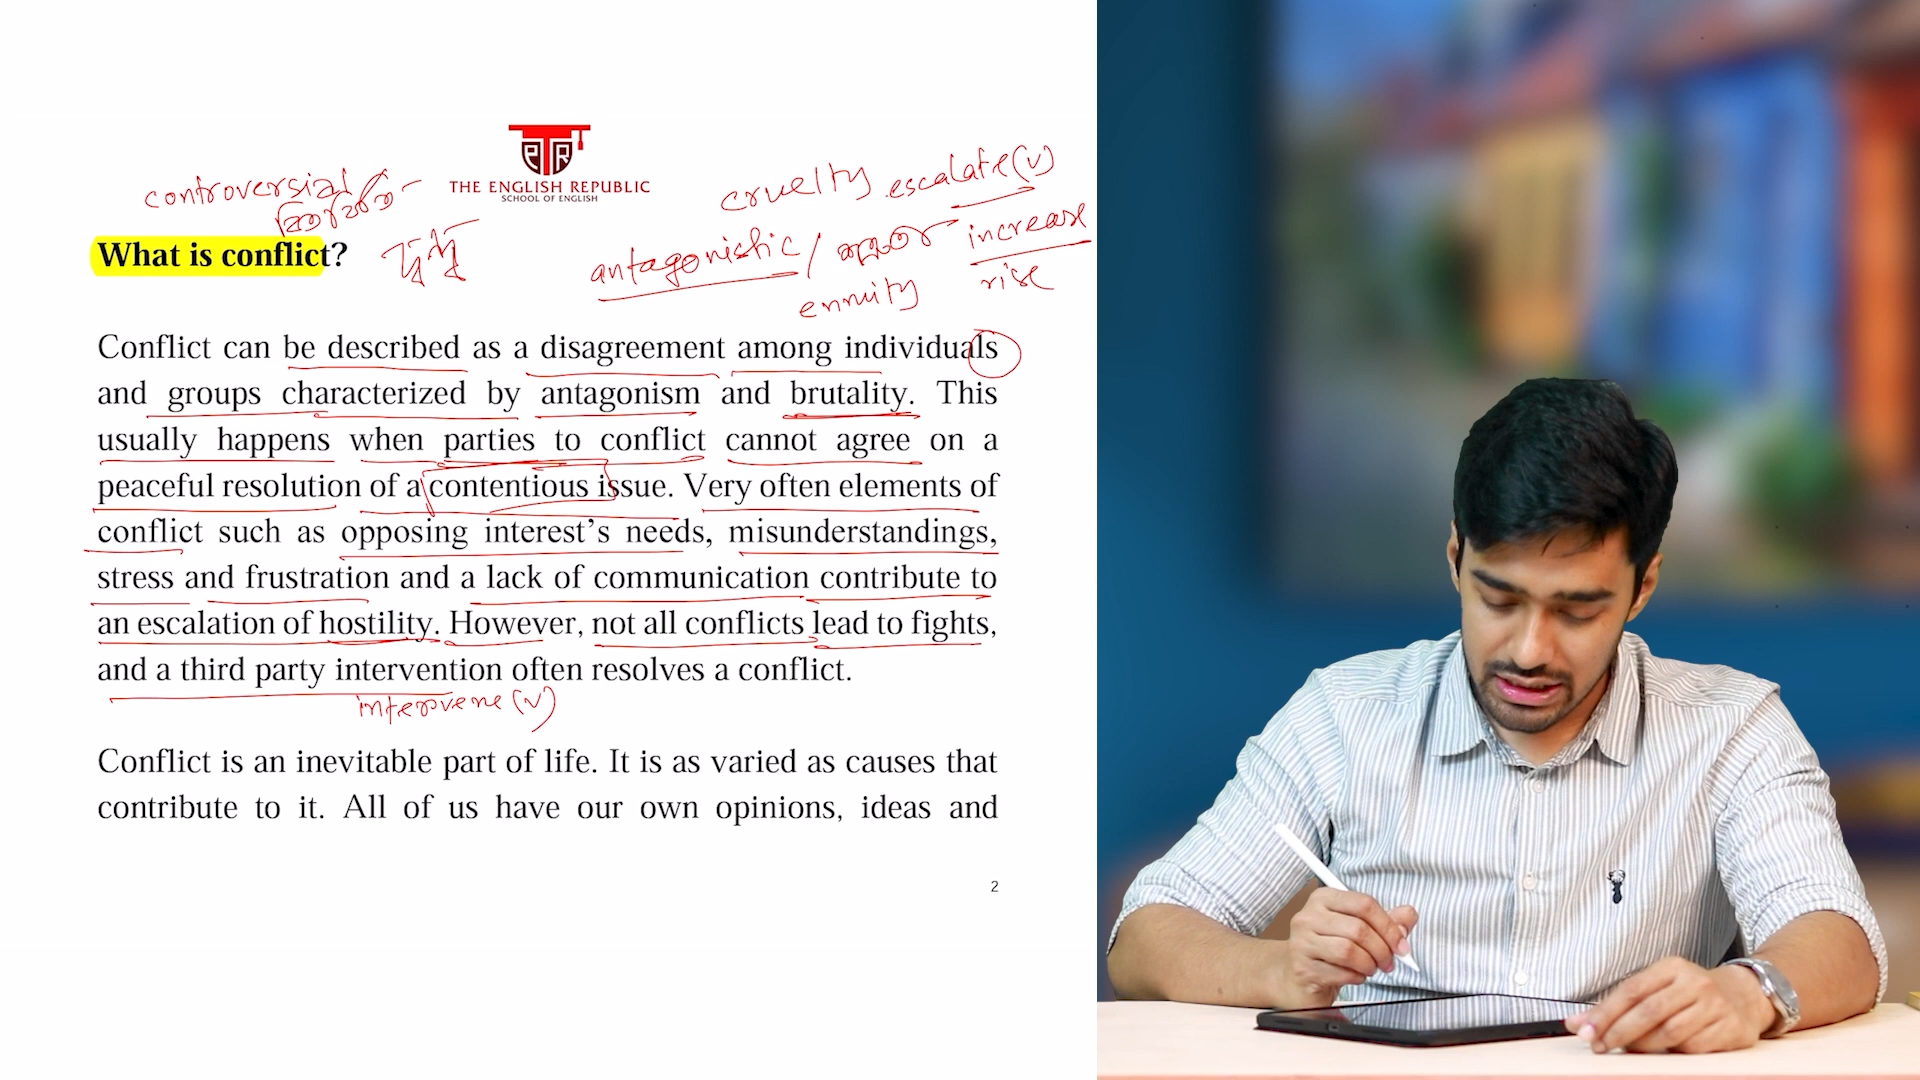 THE ENGLISH REPUBLIC
SCHOOL OF ENGLISH
controversial
cruelty escalate (v)
What is conflict?
দ্বন্দ্ব
antagonistic / increase
enmity rise
Conflict can be described as a disagreement among individuals
and groups characterized by antagonism and brutality. This
usually happens when parties to conflict cannot agree on a
peaceful resolution of a contentious issue. Very often elements of
conflict such as opposing interest’s needs, misunderstandings,
stress and frustration and a lack of communication contribute to
an escalation of hostility. However, not all conflicts lead to fights,
and a third party intervention often resolves a conflict.
intervene (v)
Conflict is an inevitable part of life. It is as varied as causes that
contribute to it. All of us have our own opinions, ideas and
2